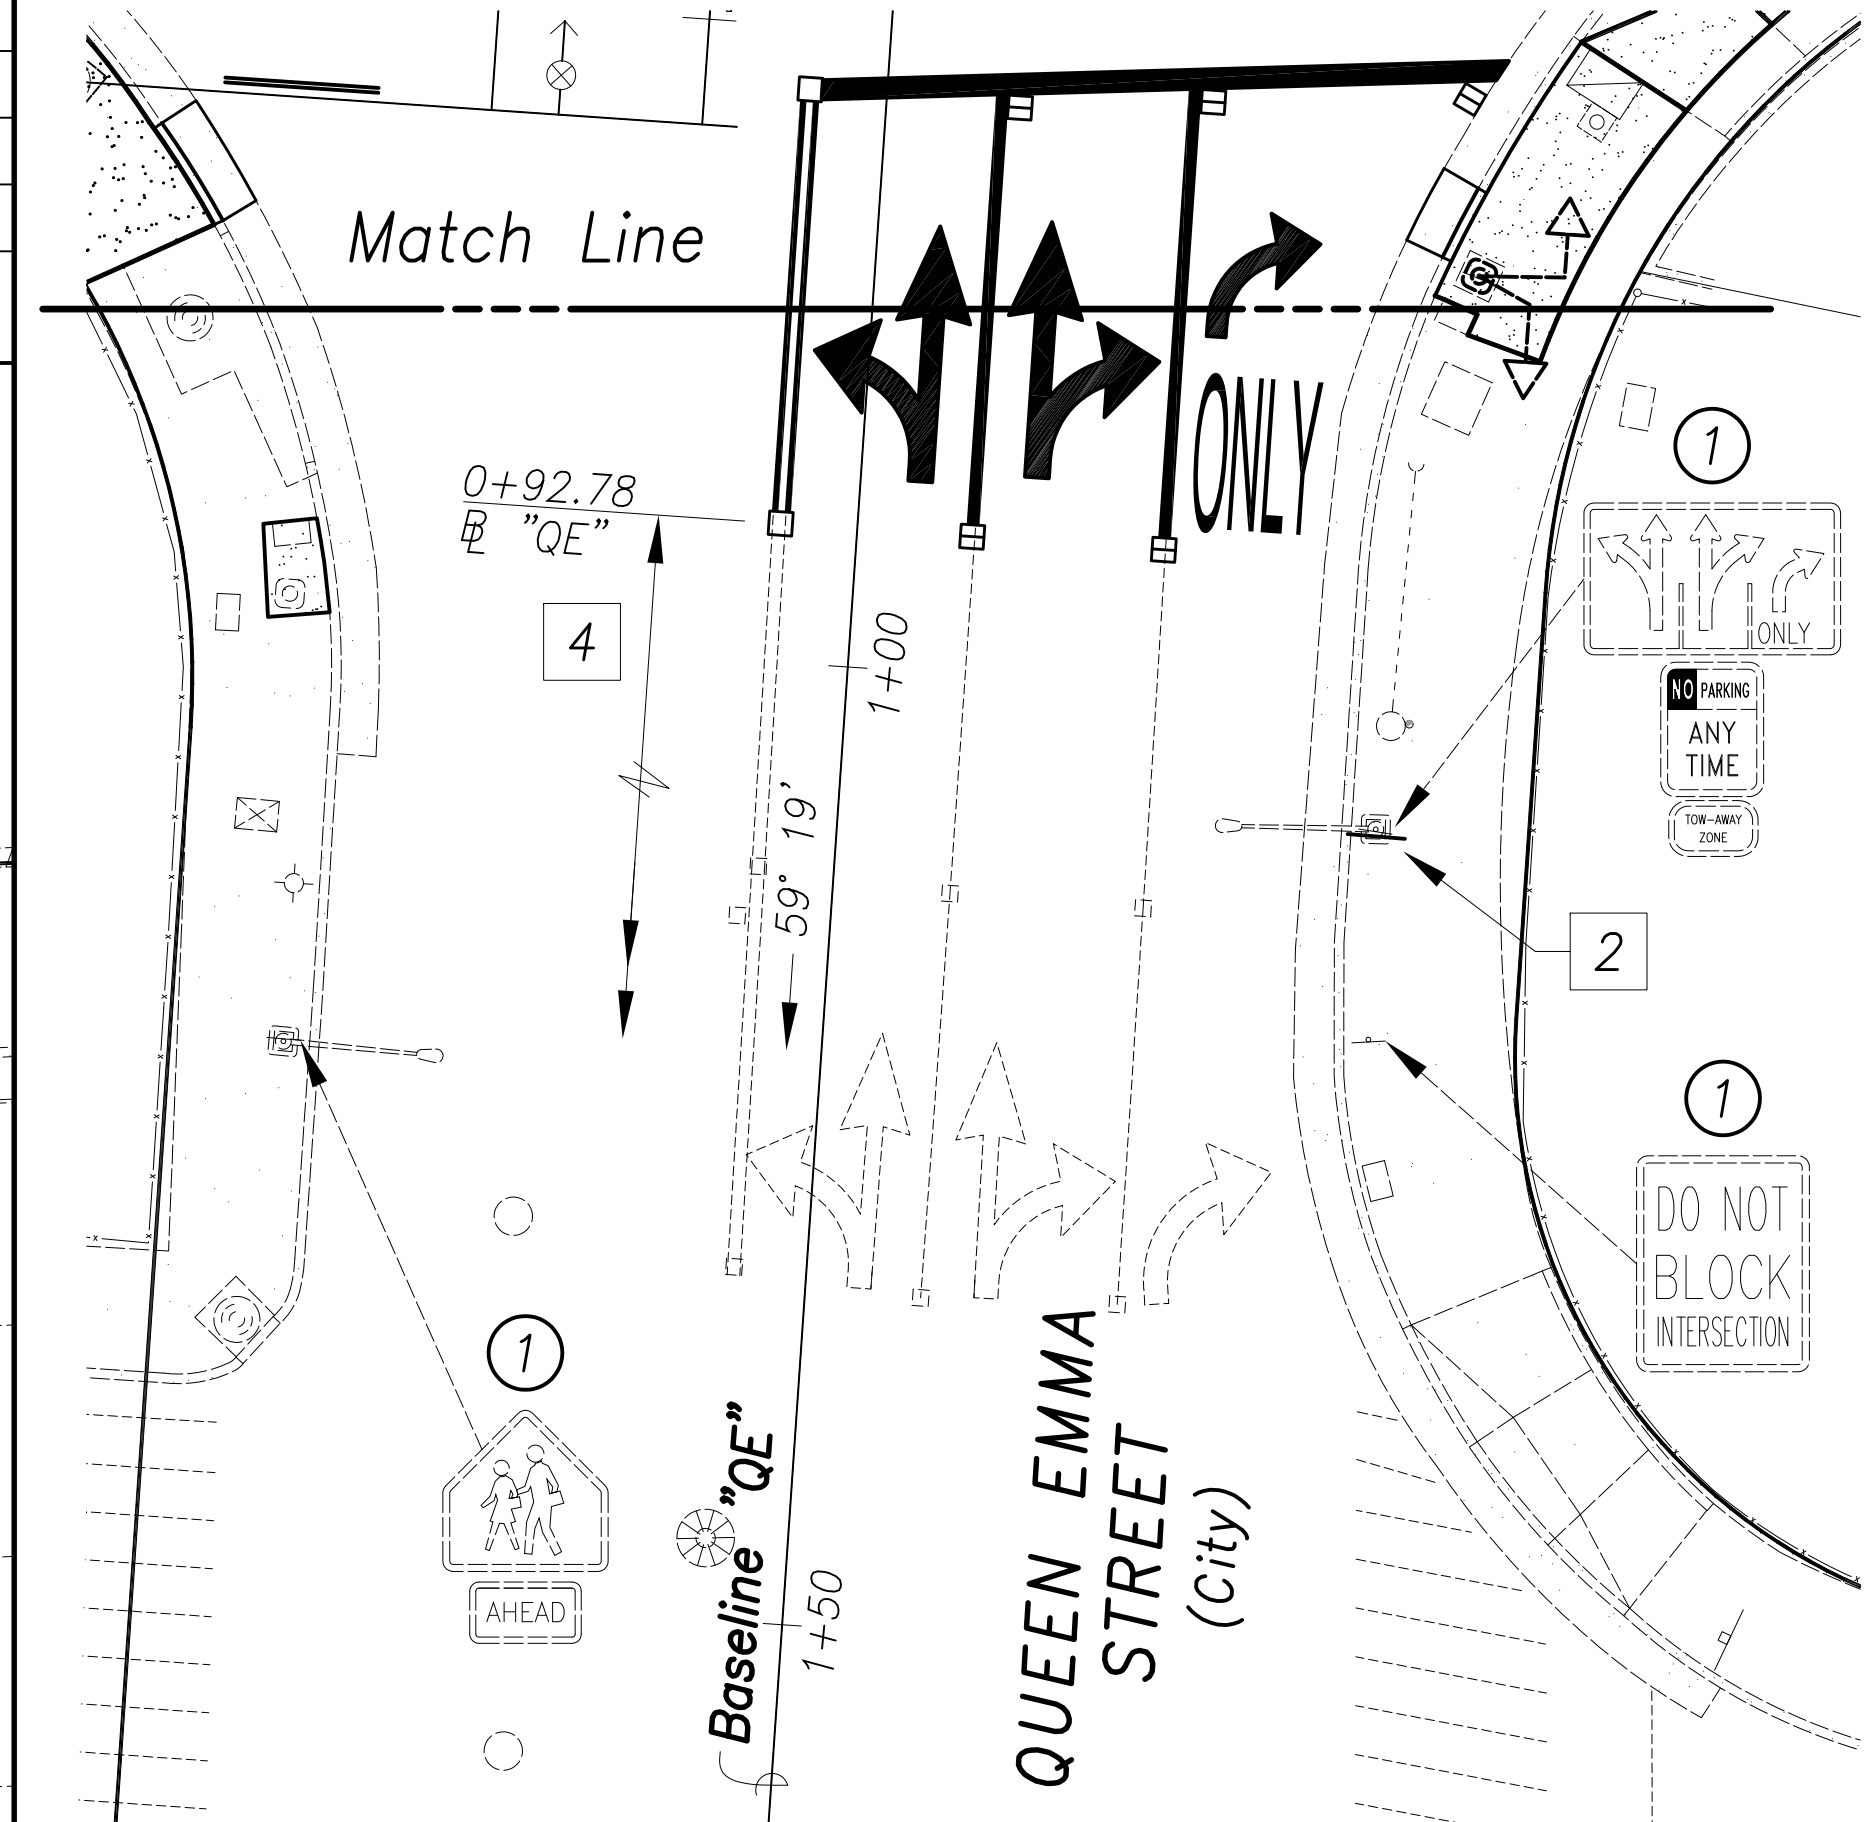 Match Line
ONLY
0+92.78
℄ "QE"
4
1+00
59° 19'
1
ONLY
NO PARKING
ANY
TIME
TOW-AWAY
ZONE
2
1
DO NOT
BLOCK
INTERSECTION
1
AHEAD
Baseline "QE"
1+50
QUEEN EMMA
STREET
(City)